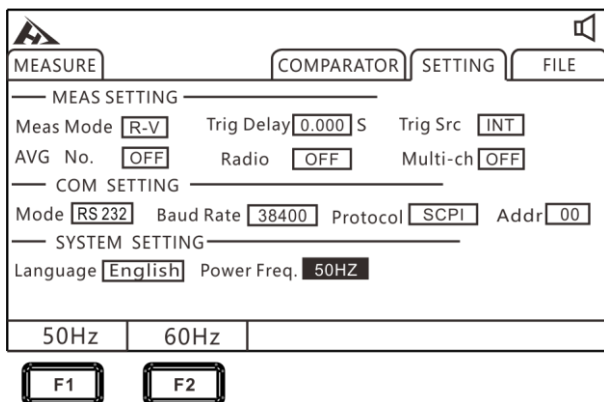 MEASURE COMPARATOR SETTING FILE
MEAS SETTING
Meas Mode R-V Trig Delay 0.000 S Trig Src INT
AVG No. OFF Radio OFF Multi-ch OFF
COM SETTING
Mode RS 232 Baud Rate 38400 Protocol SCPI Addr 00
SYSTEM SETTING
Language English Power Freq. 50HZ
50Hz 60Hz
F1 F2